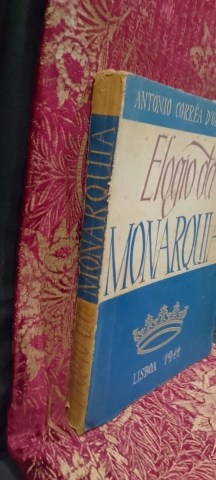 ANTÓNIO CORRÊA D'O
Elogio da
MONARQUIA
LISBOA 1944
MONARQUIA